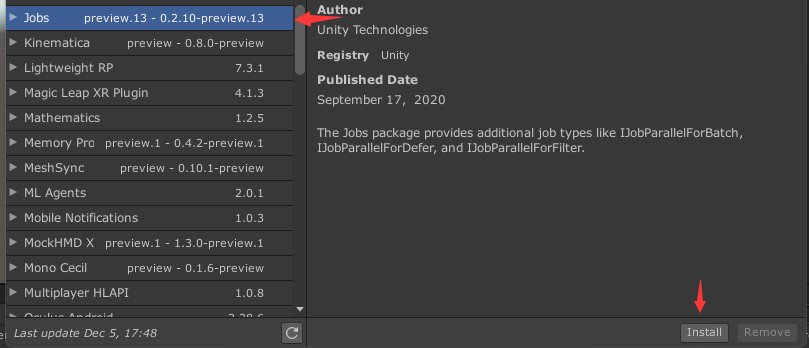 Jobs preview.13 - 0.2.10-preview.13
Kinematica preview - 0.8.0-preview
Lightweight RP 7.3.1
Magic Leap XR Plugin 4.1.3
Mathematics 1.2.5
Memory Pro preview.1 - 0.4.2-preview.1
MeshSync preview - 0.10.1-preview
ML Agents 2.0.1
Mobile Notifications 1.0.3
MockHMD X preview.1 - 1.3.0-preview.1
Mono Cecil preview - 0.1.6-preview
Multiplayer HLAPI 1.0.8
Last update Dec 5, 17:48
Author
Unity Technologies
Registry Unity
Published Date
September 17, 2020
The Jobs package provides additional job types like IJobParallelForBatch,
IJobParallelForDefer, and IJobParallelForFilter.
Install Remove